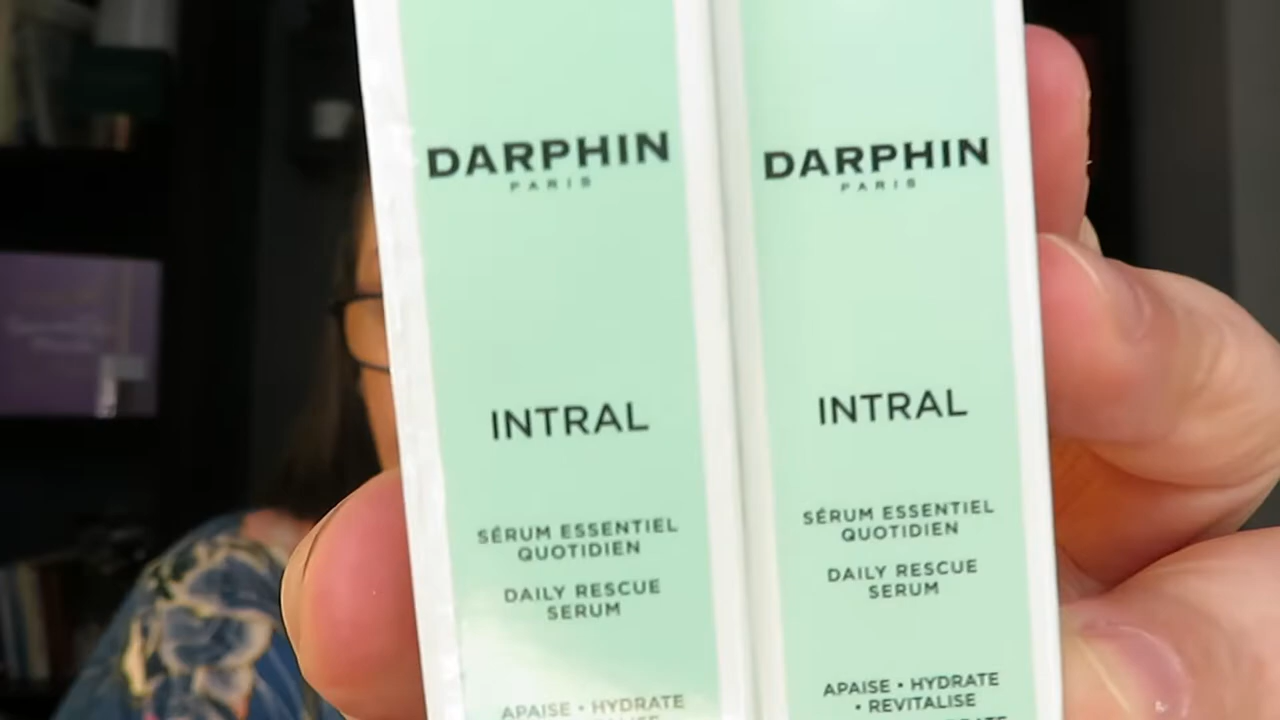 DARPHIN
PARIS
INTRAL
SÉRUM ESSENTIEL
QUOTIDIEN
DAILY RESCUE
SERUM
APAISE • HYDRATE
DARPHIN
PARIS
INTRAL
SÉRUM ESSENTIEL
QUOTIDIEN
DAILY RESCUE
SERUM
APAISE • HYDRATE
• REVITALISE